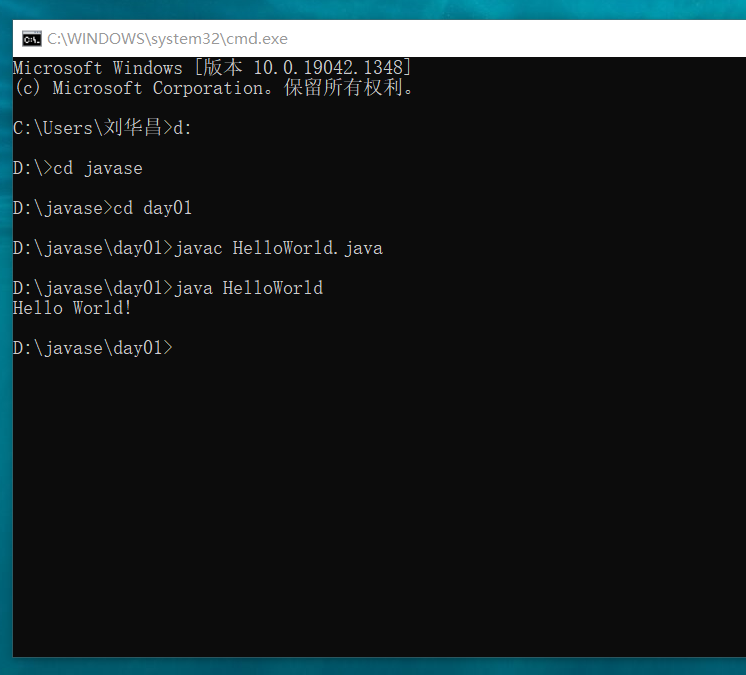 C:\WINDOWS\system32\cmd.exe
Microsoft Windows [版本 10.0.19042.1348]
(c) Microsoft Corporation。保留所有权利。
C:\Users\刘华昌>d:
D:\>cd javase
D:\javase>cd day01
D:\javase\day01>javac HelloWorld.java
D:\javase\day01>java HelloWorld
Hello World!
D:\javase\day01>